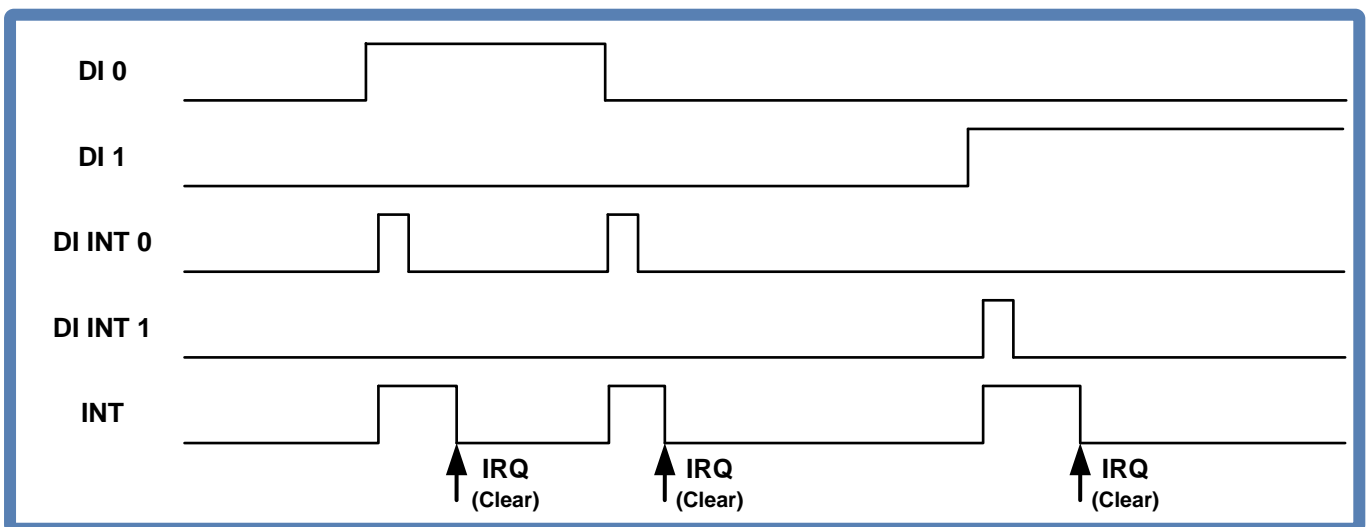 DI 0
DI 1
DI INT 0
DI INT 1
INT
IRQ IRQ IRQ
(Clear) (Clear) (Clear)